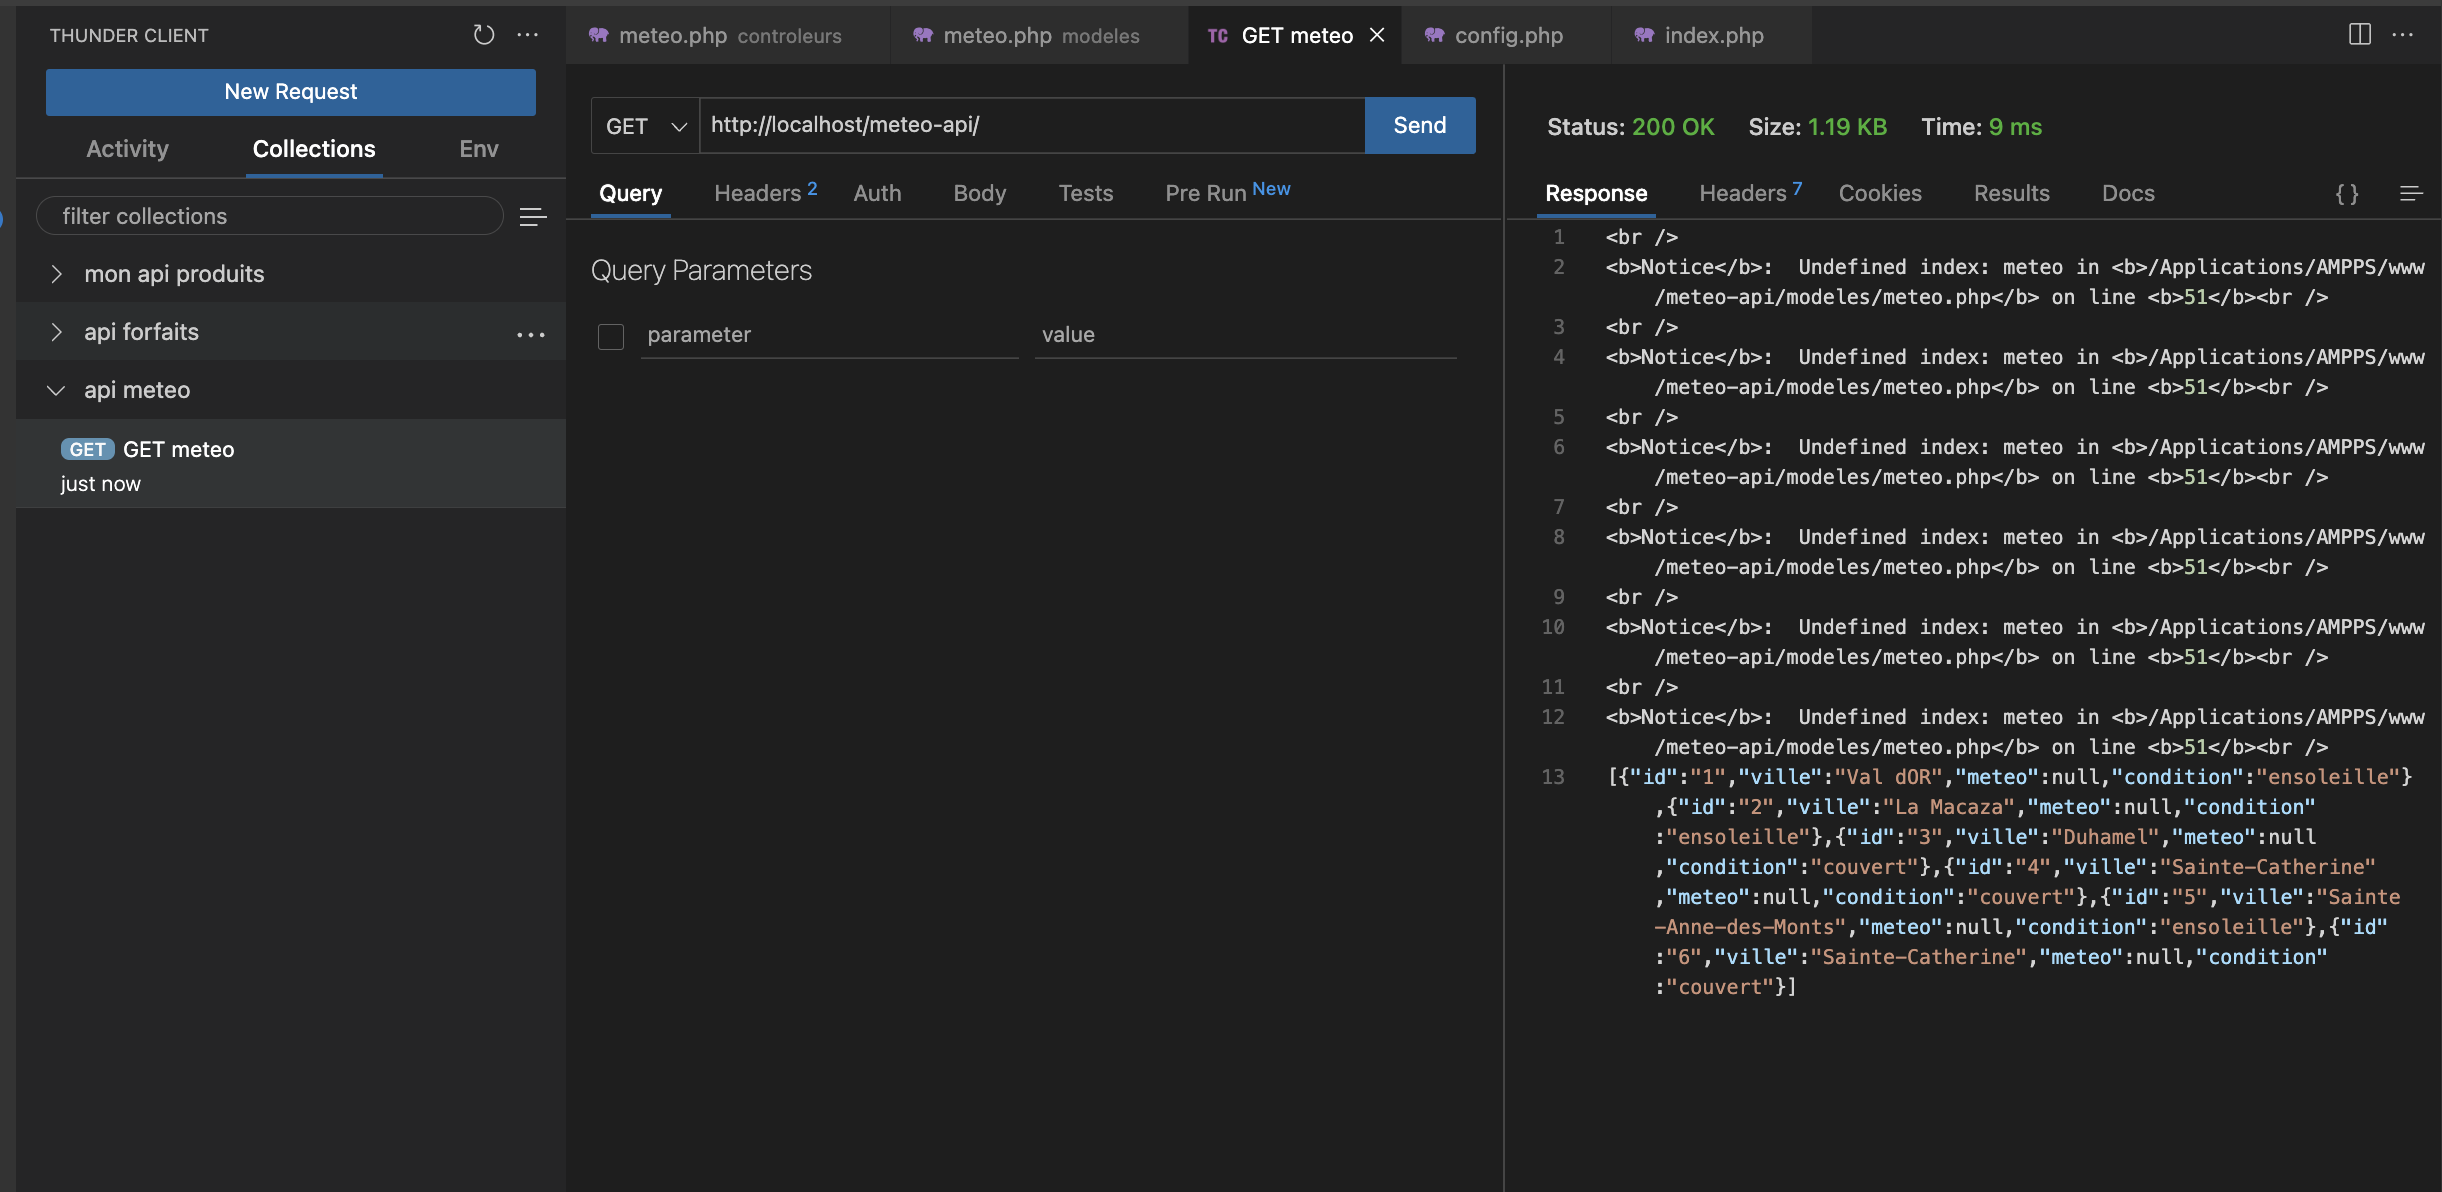 THUNDER CLIENT
New Request
Activity Collections Env
filter collections
mon api produits
api forfaits
api meteo
GET GET meteo
just now
meteo.php controleurs
meteo.php modeles
TC GET meteo
config.php
index.php
GET http://localhost/meteo-api/ Send
Query Headers 2 Auth Body Tests Pre Run New
Query Parameters
parameter value
Status: 200 OK Size: 1.19 KB Time: 9 ms
Response Headers 7 Cookies Results Docs { }
1 <br />
2 <b>Notice</b>:  Undefined index: meteo in <b>/Applications/AMPPS/www
/meteo-api/modeles/meteo.php</b> on line <b>51</b><br />
3 <br />
4 <b>Notice</b>:  Undefined index: meteo in <b>/Applications/AMPPS/www
/meteo-api/modeles/meteo.php</b> on line <b>51</b><br />
5 <br />
6 <b>Notice</b>:  Undefined index: meteo in <b>/Applications/AMPPS/www
/meteo-api/modeles/meteo.php</b> on line <b>51</b><br />
7 <br />
8 <b>Notice</b>:  Undefined index: meteo in <b>/Applications/AMPPS/www
/meteo-api/modeles/meteo.php</b> on line <b>51</b><br />
9 <br />
10 <b>Notice</b>:  Undefined index: meteo in <b>/Applications/AMPPS/www
/meteo-api/modeles/meteo.php</b> on line <b>51</b><br />
11 <br />
12 <b>Notice</b>:  Undefined index: meteo in <b>/Applications/AMPPS/www
/meteo-api/modeles/meteo.php</b> on line <b>51</b><br />
13 [{"id":"1","ville":"Val dOR","meteo":null,"condition":"ensoleille"}
,{"id":"2","ville":"La Macaza","meteo":null,"condition"
:"ensoleille"},{"id":"3","ville":"Duhamel","meteo":null
,"condition":"couvert"},{"id":"4","ville":"Sainte-Catherine"
,"meteo":null,"condition":"couvert"},{"id":"5","ville":"Sainte
-Anne-des-Monts","meteo":null,"condition":"ensoleille"},{"id"
:"6","ville":"Sainte-Catherine","meteo":null,"condition"
:"couvert"}]